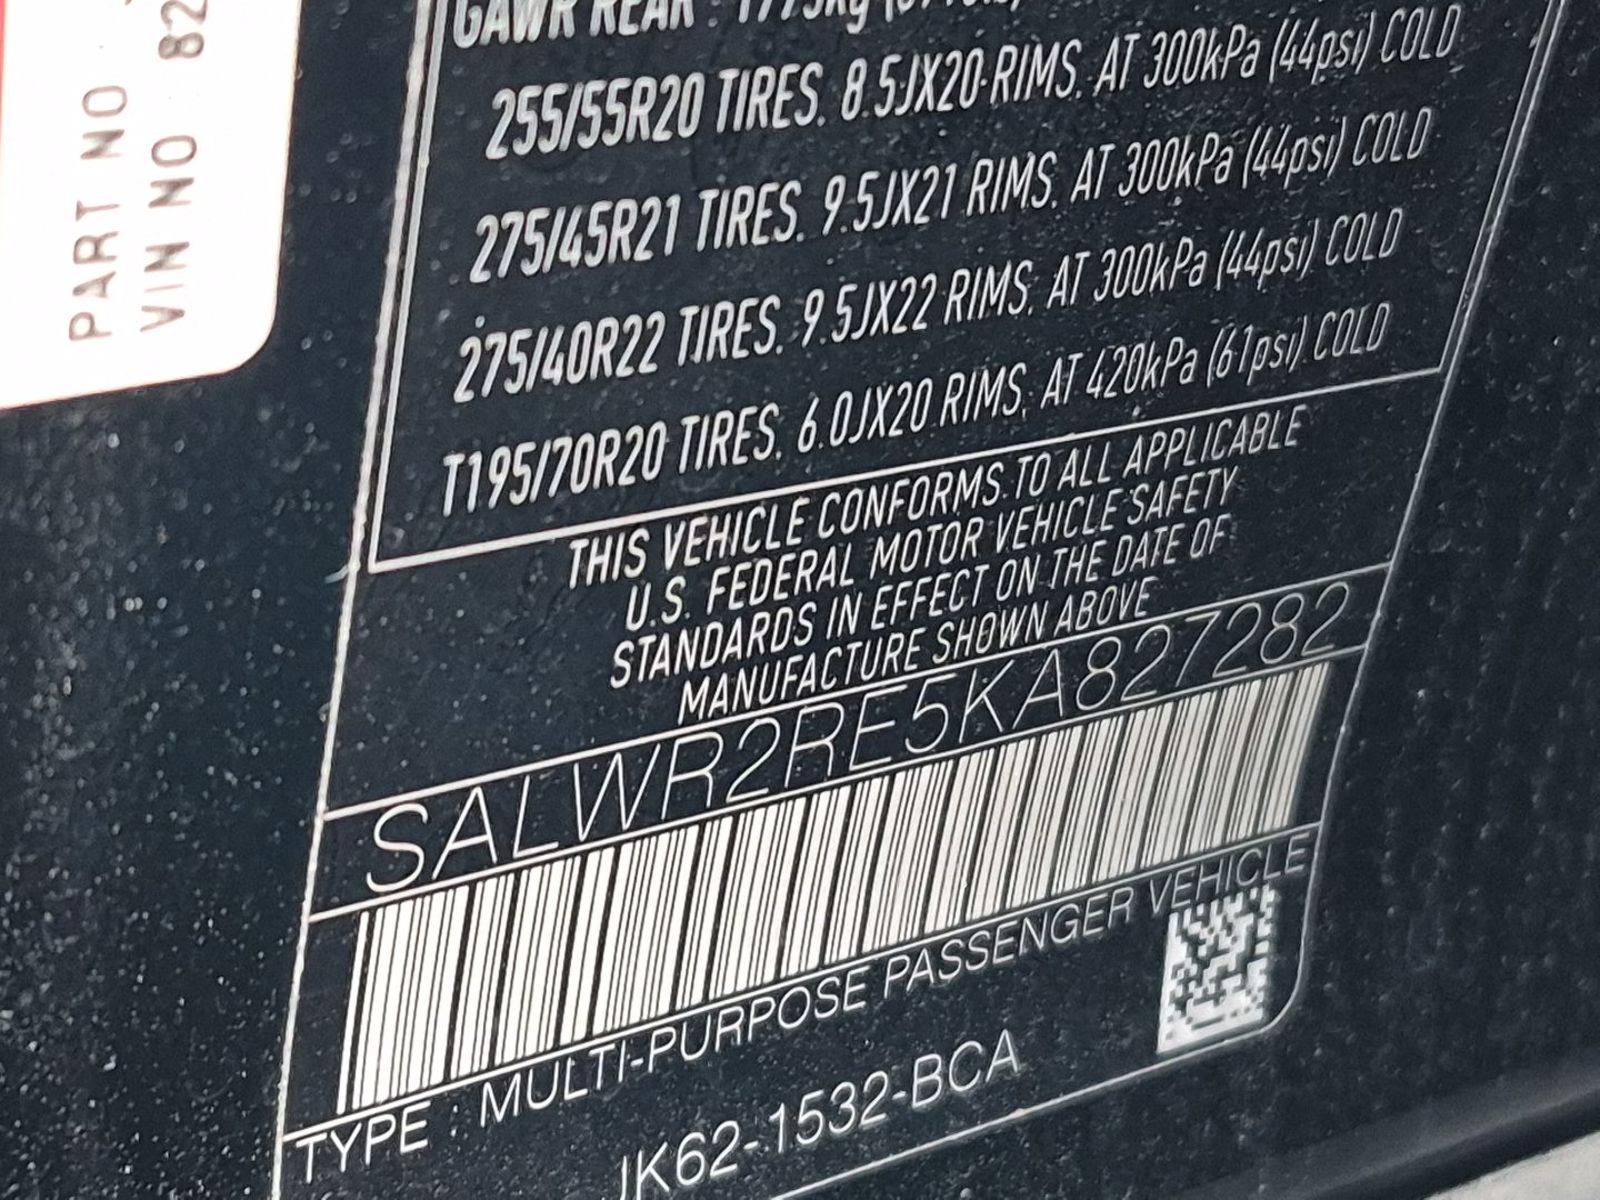 PART NO
VIN NO 82
GAWR REAR : 1775kg
255/55R20 TIRES. 8.5JX20 RIMS. AT 300kPa (44psi) COLD
275/45R21 TIRES. 9.5JX21 RIMS. AT 300kPa (44psi) COLD
275/40R22 TIRES. 9.5JX22 RIMS. AT 300kPa (44psi) COLD
T195/70R20 TIRES. 6.0JX20 RIMS. AT 420kPa (61psi) COLD
THIS VEHICLE CONFORMS TO ALL APPLICABLE
U.S. FEDERAL MOTOR VEHICLE SAFETY
STANDARDS IN EFFECT ON THE DATE OF
MANUFACTURE SHOWN ABOVE
SALWR2RE5KA827282
TYPE : MULTI-PURPOSE PASSENGER VEHICLE
JK62-1532-BCA